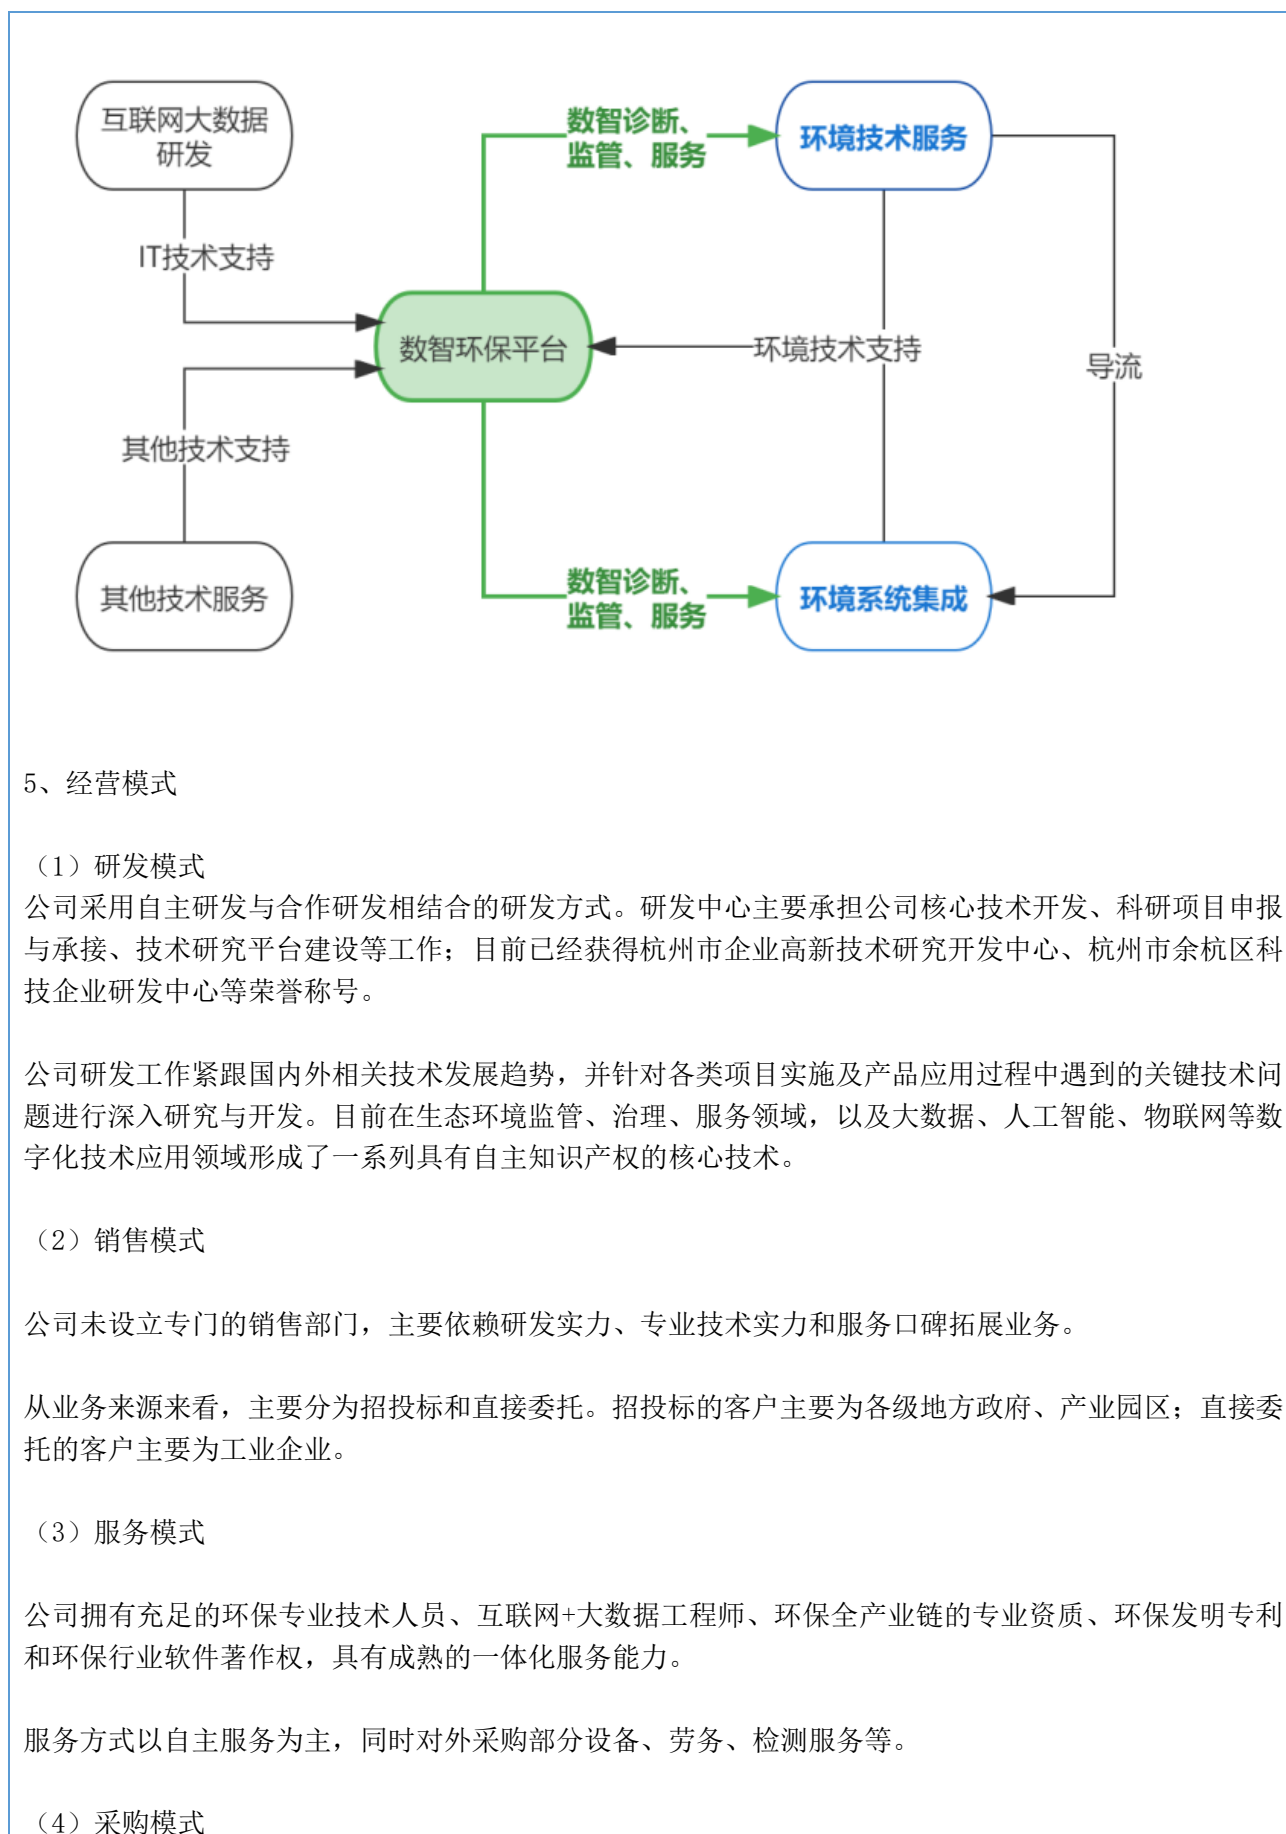 互联网大数据
研发
数智诊断、
监管、服务
环境技术服务
IT技术支持
数智环保平台
环境技术支持
导流
其他技术支持
其他技术服务
数智诊断、
监管、服务
环境系统集成
5、经营模式
（1）研发模式
公司采用自主研发与合作研发相结合的研发方式。研发中心主要承担公司核心技术开发、科研项目申报
与承接、技术研究平台建设等工作；目前已经获得杭州市企业高新技术研究开发中心、杭州市余杭区科
技企业研发中心等荣誉称号。
公司研发工作紧跟国内外相关技术发展趋势，并针对各类项目实施及产品应用过程中遇到的关键技术问
题进行深入研究与开发。目前在生态环境监管、治理、服务领域，以及大数据、人工智能、物联网等数
字化技术应用领域形成了一系列具有自主知识产权的核心技术。
（2）销售模式
公司未设立专门的销售部门，主要依赖研发实力、专业技术实力和服务口碑拓展业务。
从业务来源来看，主要分为招投标和直接委托。招投标的客户主要为各级地方政府、产业园区；直接委
托的客户主要为工业企业。
（3）服务模式
公司拥有充足的环保专业技术人员、互联网+大数据工程师、环保全产业链的专业资质、环保发明专利
和环保行业软件著作权，具有成熟的一体化服务能力。
服务方式以自主服务为主，同时对外采购部分设备、劳务、检测服务等。
（4）采购模式